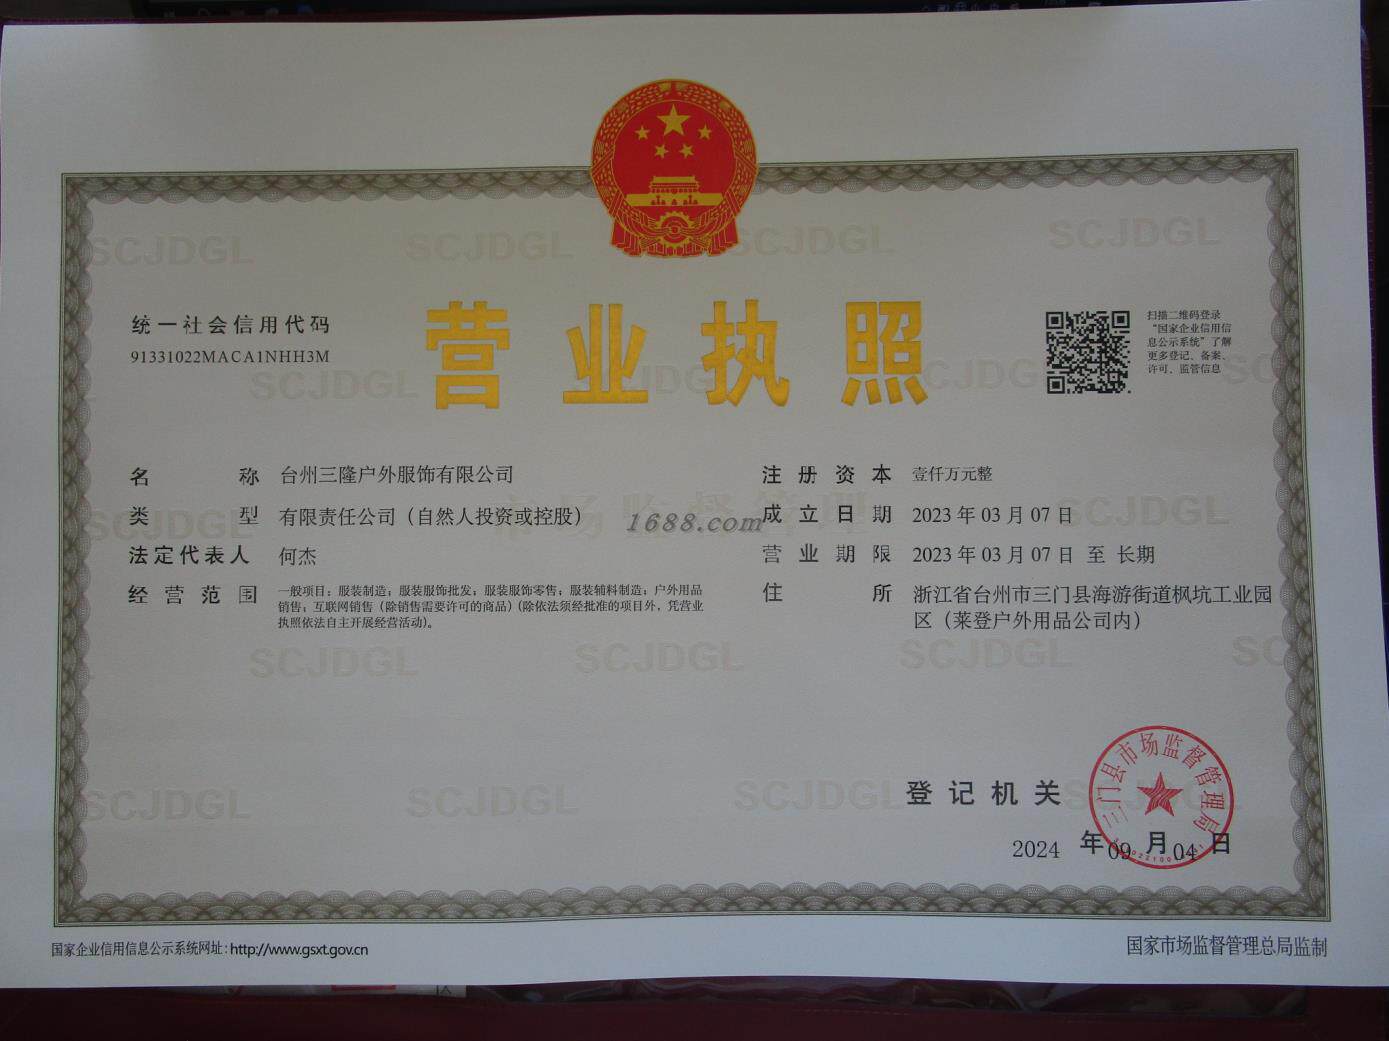 统一社会信用代码
91331022MACA1NHH3M
营业执照
扫描二维码登录
“国家企业信用信
息公示系统”了解
更多登记、备案、
许可、监管信息
名称 台州三隆户外服饰有限公司
类型 有限责任公司（自然人投资或控股）
法定代表人 何杰
经营范围 一般项目：服装制造；服装服饰批发；服装服饰零售；服装辅料制造；户外用品
销售；互联网销售（除销售需要许可的商品）(除依法须经批准的项目外，凭营业
执照依法自主开展经营活动)。
注册资本 壹仟万元整
成立日期 2023年03月07日
营业期限 2023年03月07日 至 长期
住所 浙江省台州市三门县海游街道枫坑工业园
区（莱登户外用品公司内）
1688.com
市场监督管理
SCJDGL
登记机关
三门县市场监督管理局
2024 年 09 月 04 日
国家企业信用信息公示系统网址：http://www.gsxt.gov.cn
国家市场监督管理总局监制